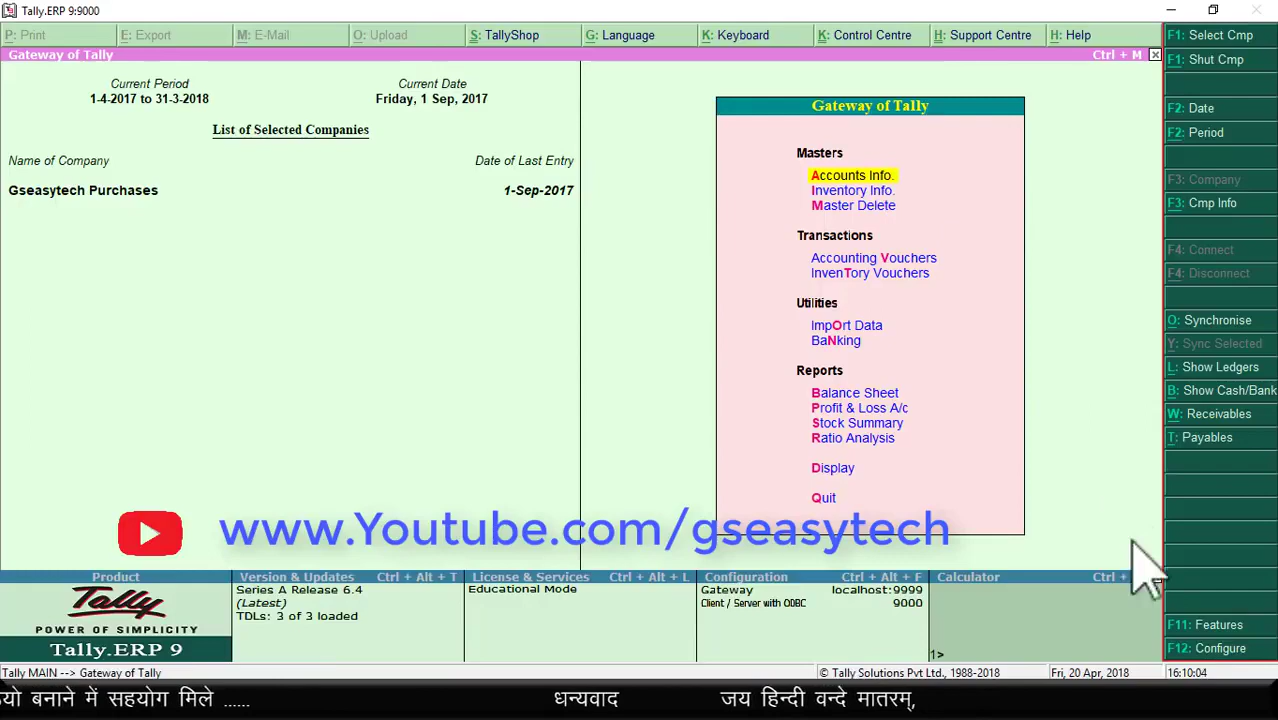 Tally.ERP 9:9000
P: Print E: Export M: E-Mail O: Upload S: TallyShop G: Language K: Keyboard K: Control Centre H: Support Centre H: Help
Gateway of Tally Ctrl + M
Current Period Current Date
1-4-2017 to 31-3-2018 Friday, 1 Sep, 2017
List of Selected Companies
Name of Company Date of Last Entry
Gseasytech Purchases 1-Sep-2017
Gateway of Tally
Masters
Accounts Info.
Inventory Info.
Master Delete
Transactions
Accounting Vouchers
InvenTory Vouchers
Utilities
ImpOrt Data
BaNking
Reports
Balance Sheet
Profit & Loss A/c
Stock Summary
Ratio Analysis
Display
Quit
F1: Select Cmp
F1: Shut Cmp
F2: Date
F2: Period
F3: Company
F3: Cmp Info
F4: Connect
F4: Disconnect
O: Synchronise
Y: Sync Selected
L: Show Ledgers
B: Show Cash/Bank
W: Receivables
T: Payables
F11: Features
F12: Configure
www.Youtube.com/gseasytech
Product Version & Updates Ctrl + Alt + T License & Services Ctrl + Alt + L Configuration Ctrl + Alt + F Calculator Ctrl +
Tally
POWER OF SIMPLICITY
Tally.ERP 9
Series A Release 6.4
(Latest)
TDLs: 3 of 3 loaded
Educational Mode
Gateway localhost:9999
Client / Server with ODBC 9000
1>
Tally MAIN --> Gateway of Tally © Tally Solutions Pvt Ltd., 1988-2018 Fri, 20 Apr, 2018 16:10:04
बनाने में सहयोग मिले ...... धन्यवाद जय हिन्दी वन्दे मातरम्,